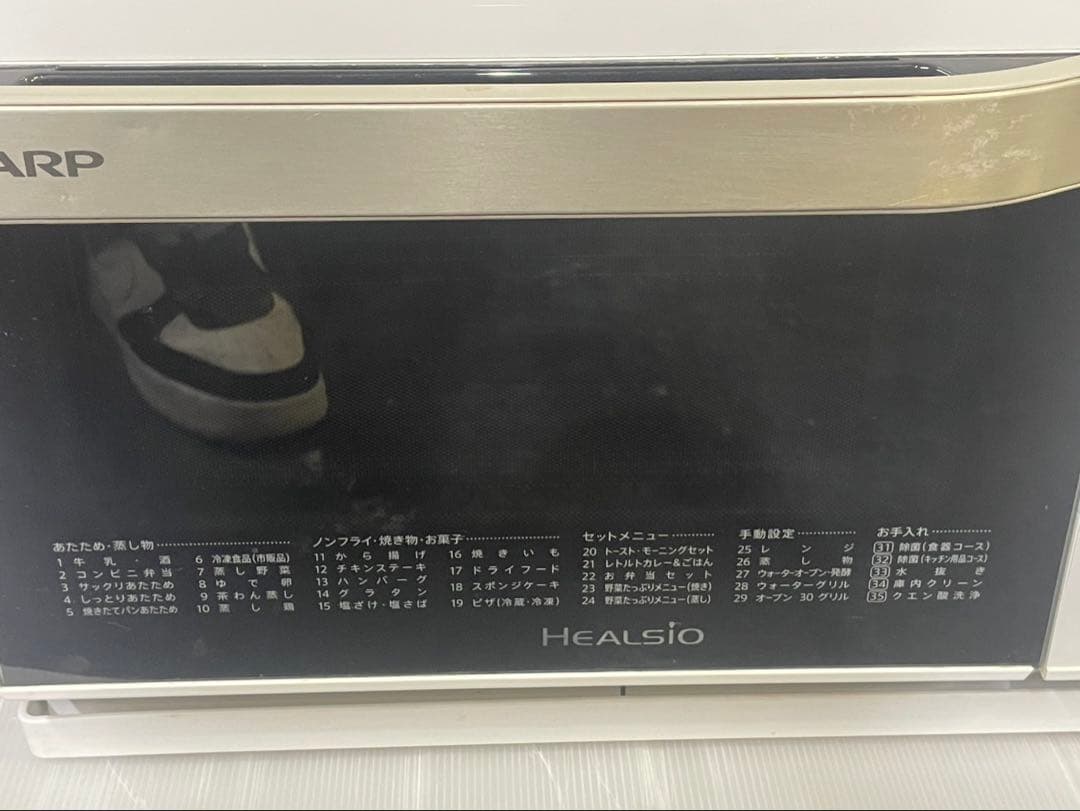 ARP
あたため・蒸し物
1 牛乳・酒
2 コンビニ弁当
3 サックリあたため
4 しっとりあたため
5 焼きたてパンあたため
6 冷凍食品(市販品)
7 蒸し野菜
8 ゆで卵
9 茶わん蒸し
10 蒸し鶏
ノンフライ・焼き物・お菓子
11 から揚げ
12 チキンステーキ
13 ハンバーグ
14 グラタン
15 塩ざけ・塩さば
16 焼きいも
17 ドライフード
18 スポンジケーキ
19 ピザ(冷蔵・冷凍)
セットメニュー
20 トースト・モーニングセット
21 レトルトカレー&ごはん
22 お弁当セット
23 野菜たっぷりメニュー(焼き)
24 野菜たっぷりメニュー(蒸し)
手動設定
25 レンジ
26 蒸し物
27 ウォーターオーブン・発酵
28 ウォーターグリル
29 オーブン 30 グリル
お手入れ
31 除菌(食器コース)
32 除菌(キッチン用品コース)
33 水抜き
34 庫内クリーン
35 クエン酸洗浄
HEALSiO